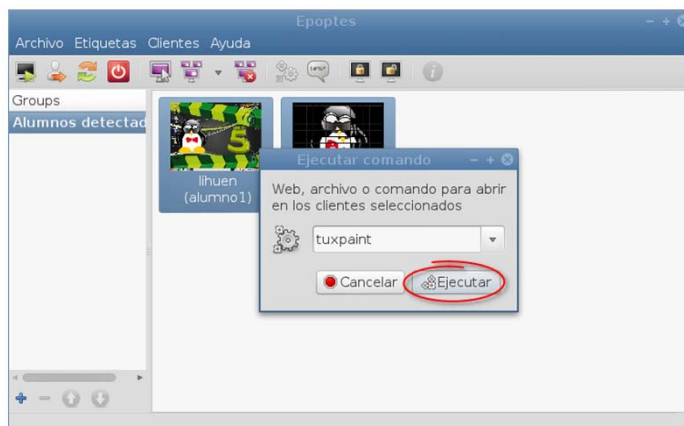 Epoptes
Archivo Etiquetas Clientes Ayuda
Groups
Alumnos detectad
5
lihuen
(alumno1)
Ejecutar comando
Web, archivo o comando para abrir
en los clientes seleccionados
tuxpaint
Cancelar Ejecutar